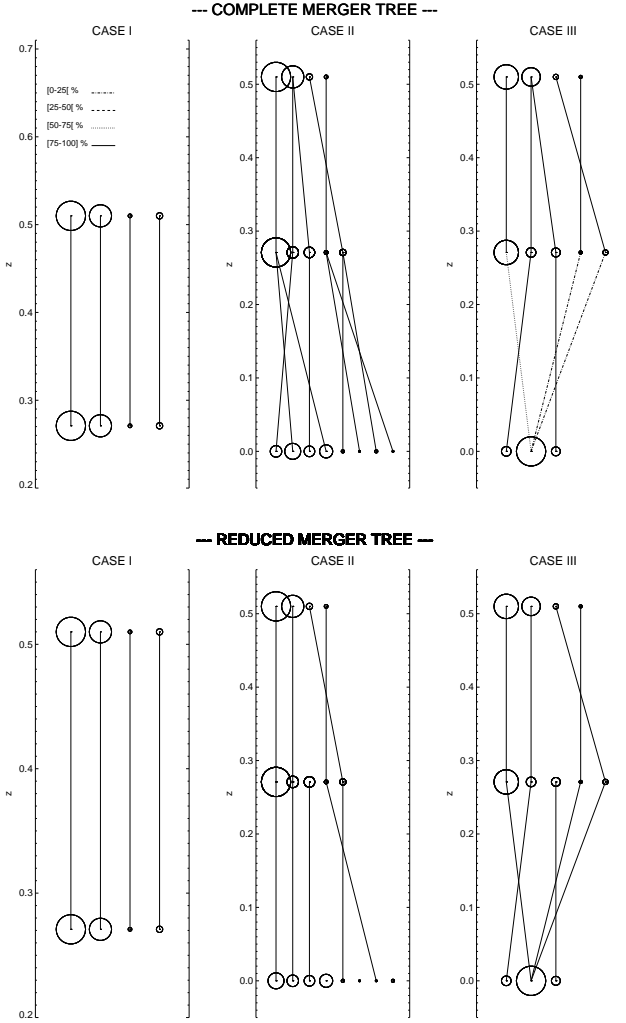 --- COMPLETE MERGER TREE ---
CASE I
CASE II
CASE III
0.7
0.6
0.5
0.4
0.3
0.2
z
[0-25[ %
[25-50[ %
[50-75[ %
[75-100] %
0.5
0.4
0.3
0.2
0.1
0.0
z
0.5
0.4
0.3
0.2
0.1
0.0
z
--- REDUCED MERGER TREE ---
CASE I
CASE II
CASE III
0.5
0.4
0.3
0.2
z
0.5
0.4
0.3
0.2
0.1
0.0
z
0.5
0.4
0.3
0.2
0.1
0.0
z